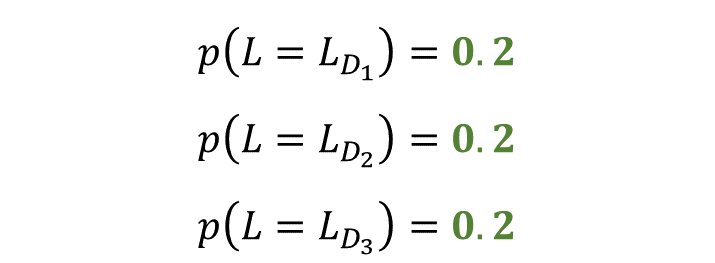 p(L = L_{D_1}) = 0.2
p(L = L_{D_2}) = 0.2
p(L = L_{D_3}) = 0.2